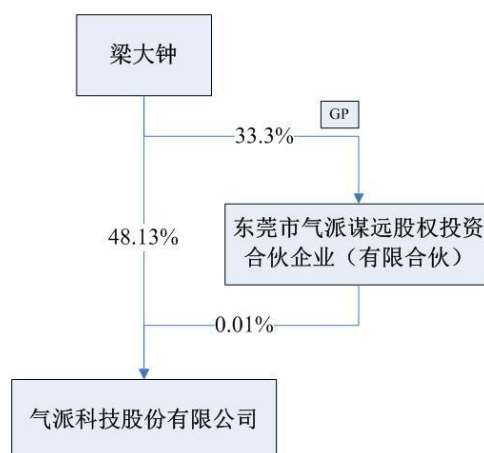 梁大钟
GP
33.3%
48.13%
东莞市气派谋远股权投资
合伙企业（有限合伙）
0.01%
气派科技股份有限公司